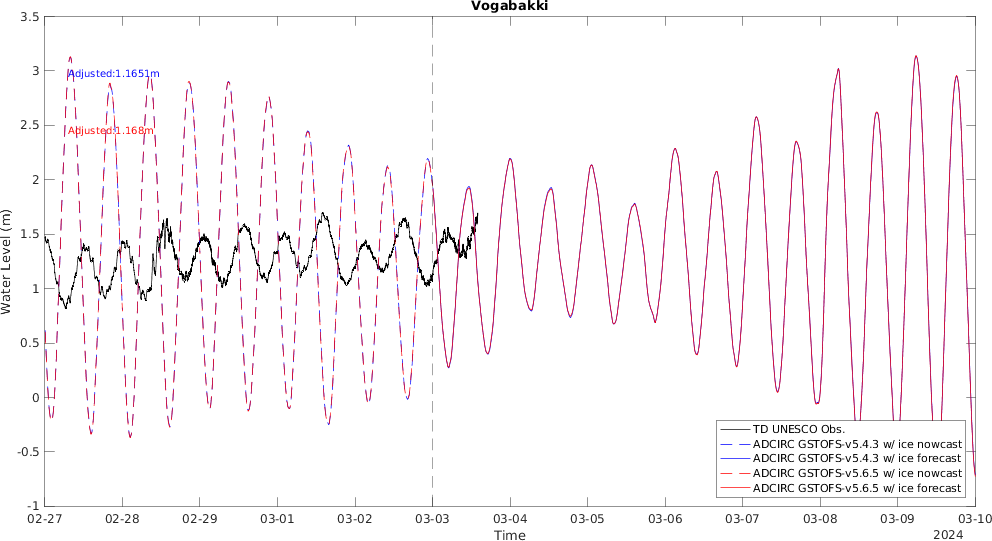 Vogabakki
3.5
3
2.5
2
1.5
1
0.5
0
-0.5
-1
Water Level (m)
Adjusted:1.1651m
Adjusted:1.168m
TD UNESCO Obs.
ADCIRC GSTOFS-v5.4.3 w/ ice nowcast
ADCIRC GSTOFS-v5.4.3 w/ ice forecast
ADCIRC GSTOFS-v5.6.5 w/ ice nowcast
ADCIRC GSTOFS-v5.6.5 w/ ice forecast
02-27 02-28 02-29 03-01 03-02 03-03 03-04 03-05 03-06 03-07 03-08 03-09 03-10
Time
2024